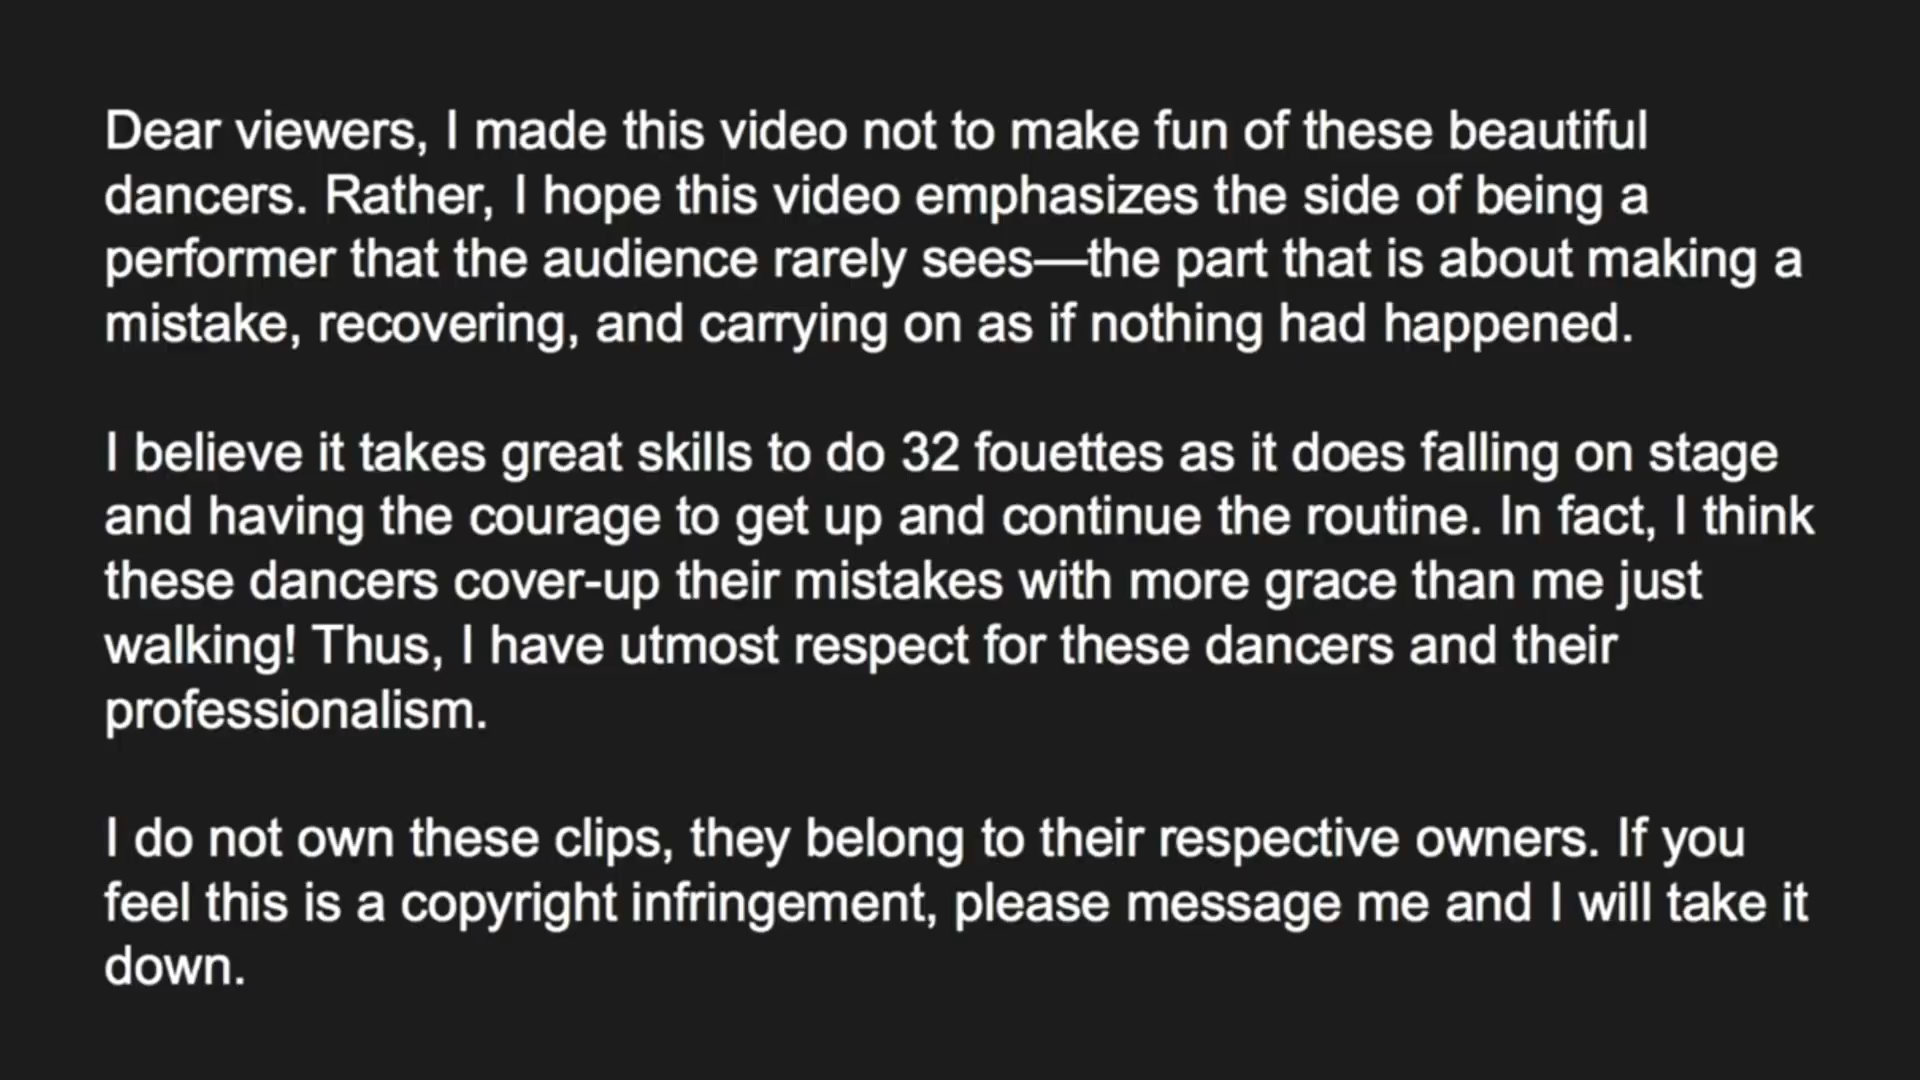 Dear viewers, I made this video not to make fun of these beautiful
dancers. Rather, I hope this video emphasizes the side of being a
performer that the audience rarely sees—the part that is about making a
mistake, recovering, and carrying on as if nothing had happened.
I believe it takes great skills to do 32 fouettes as it does falling on stage
and having the courage to get up and continue the routine. In fact, I think
these dancers cover-up their mistakes with more grace than me just
walking! Thus, I have utmost respect for these dancers and their
professionalism.
I do not own these clips, they belong to their respective owners. If you
feel this is a copyright infringement, please message me and I will take it
down.